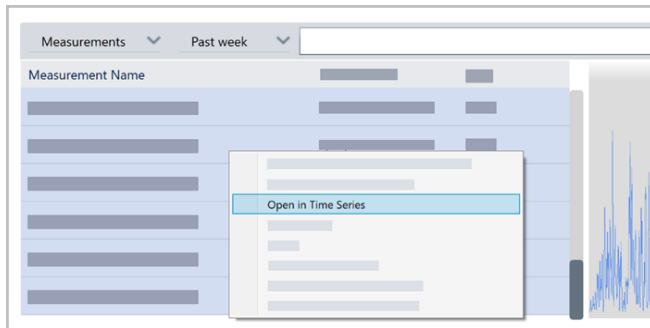 Measurements Past week
Measurement Name
Open in Time Series